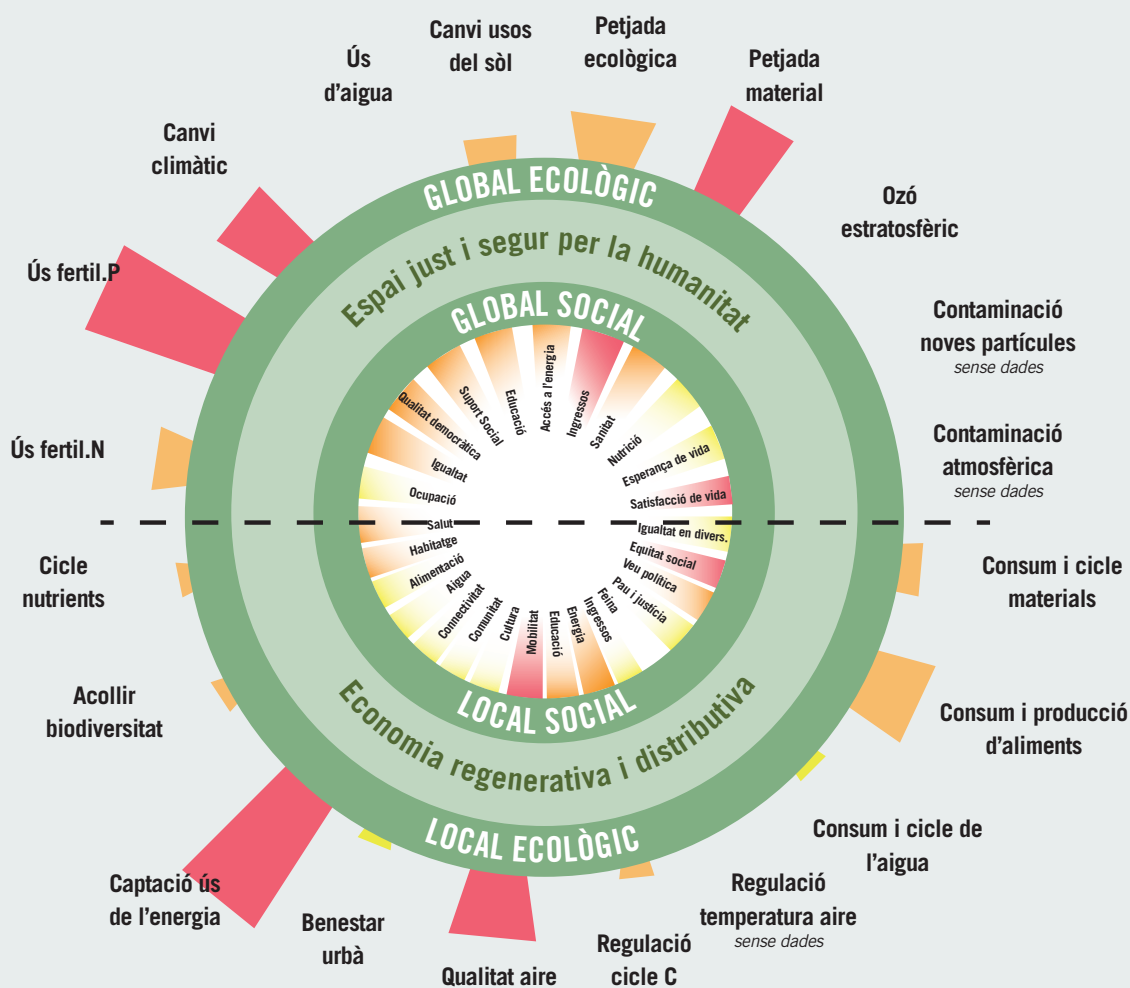 Canvi usos
del sòl
Petjada
ecològica
Ús
d'aigua
Petjada
material
Canvi
climàtic
Ozó
estratosfèric
Ús fertil.P
Contaminació
noves partícules
sense dades
Ús fertil.N
Contaminació
atmosfèrica
sense dades
GLOBAL ECOLÒGIC
Espai just i segur per la humanitat
GLOBAL SOCIAL
Ocupació
Igualtat
Qualitat democràtica
Suport Social
Educació
Accés a l'energia
Ingressos
Sanitat
Nutrició
Esperança de vida
Satisfacció de vida
Igualtat en divers.
Equitat social
Veu política
Pau i justícia
Feina
Ingressos
Energia
Educació
Mobilitat
Cultura
Comunitat
Connectivitat
Aigua
Alimentació
Habitatge
Salut
LOCAL SOCIAL
Economia regenerativa i distributiva
LOCAL ECOLÒGIC
Cicle
nutrients
Consum i cicle
materials
Acollir
biodiversitat
Consum i producció
d'aliments
Consum i cicle de
l'aigua
Captació ús
de l'energia
Benestar
urbà
Regulació
temperatura aire
sense dades
Qualitat aire
Regulació
cicle C